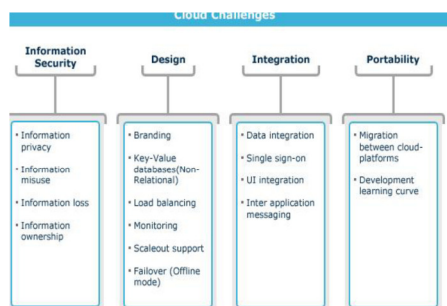 Cloud Challenges
Information
Security
Design
Integration
Portability
• Information
privacy
• Information
misuse
• Information loss
• Information
ownership
• Branding
• Key-Value
databases(Non-
Relational)
• Load balancing
• Monitoring
• Scaleout support
• Failover (Offline
mode)
• Data integration
• Single sign-on
• UI integration
• Inter application
messaging
• Migration
between cloud-
platforms
• Development
learning curve